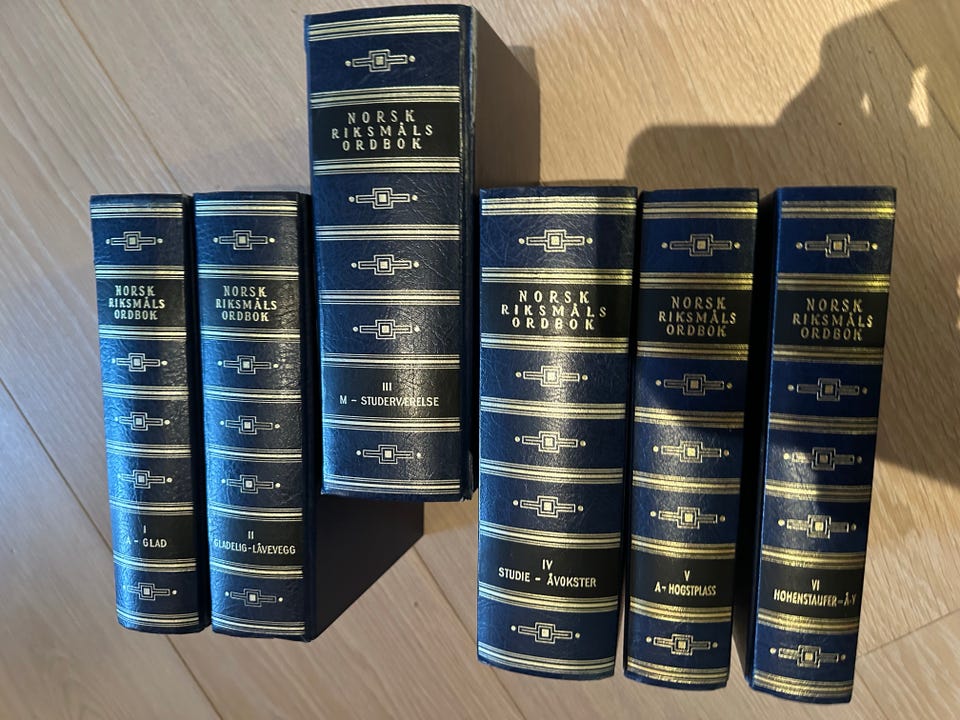 NORSK
RIKSMÅLS
ORDBOK
I
A - GLAD
NORSK
RIKSMÅLS
ORDBOK
II
GLADELIG-LÅVEVEGG
NORSK
RIKSMÅLS
ORDBOK
III
M - STUDERVÆRELSE
NORSK
RIKSMÅLS
ORDBOK
IV
STUDIE - ÅVOKSTER
NORSK
RIKSMÅLS
ORDBOK
V
A - HOGSTPLASS
NORSK
RIKSMÅLS
ORDBOK
VI
HOHENSTAUFER-Å-Y